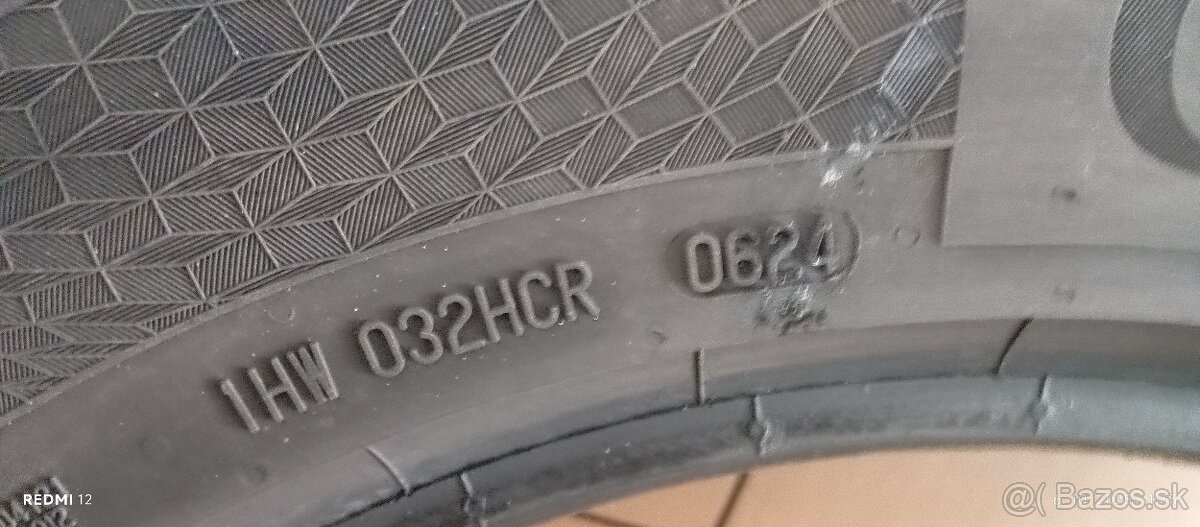 1HW 032HCR 0624
REDMI 12
@( Bazos.sk